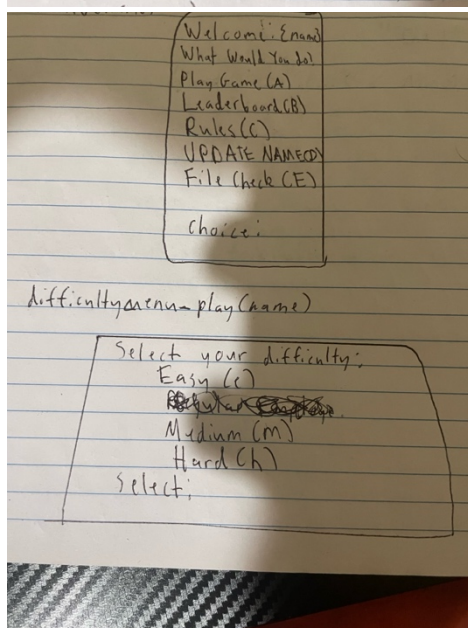 Welcome: {name}
What Would You do?
Play Game (A)
Leaderboard (B)
Rules (C)
UPDATE NAME (D)
File Check (E)
Choice:
difficultymenu_play(name)
Select your difficulty:
Easy (e)
Medium (m)
Hard (h)
Select: